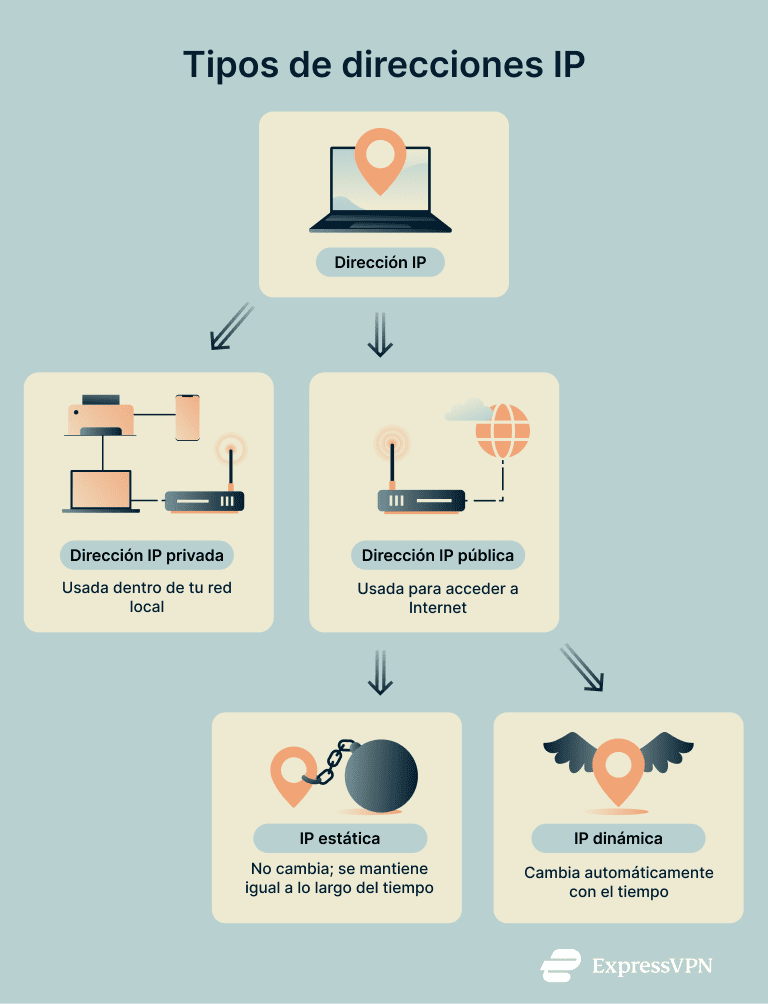 Tipos de direcciones IP
Dirección IP
Dirección IP privada
Usada dentro de tu red
local
Dirección IP pública
Usada para acceder a
Internet
IP estática
No cambia; se mantiene
igual a lo largo del tiempo
IP dinámica
Cambia automáticamente
con el tiempo
ExpressVPN